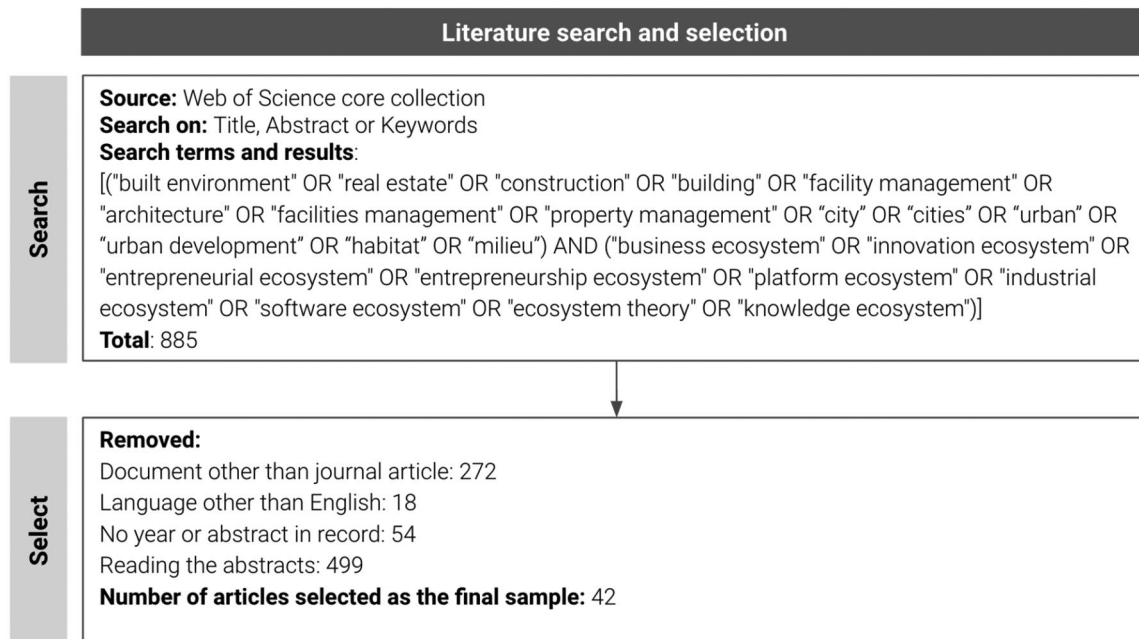 Literature search and selection
Search
Source: Web of Science core collection
Search on: Title, Abstract or Keywords
Search terms and results:
[("built environment" OR "real estate" OR "construction" OR "building" OR "facility management" OR
"architecture" OR "facilities management" OR "property management" OR “city” OR “cities” OR “urban” OR
“urban development” OR “habitat” OR “milieu”) AND ("business ecosystem" OR "innovation ecosystem" OR
"entrepreneurial ecosystem" OR "entrepreneurship ecosystem" OR "platform ecosystem" OR "industrial
ecosystem" OR "software ecosystem" OR "ecosystem theory" OR "knowledge ecosystem")]
Total: 885
Select
Removed:
Document other than journal article: 272
Language other than English: 18
No year or abstract in record: 54
Reading the abstracts: 499
Number of articles selected as the final sample: 42